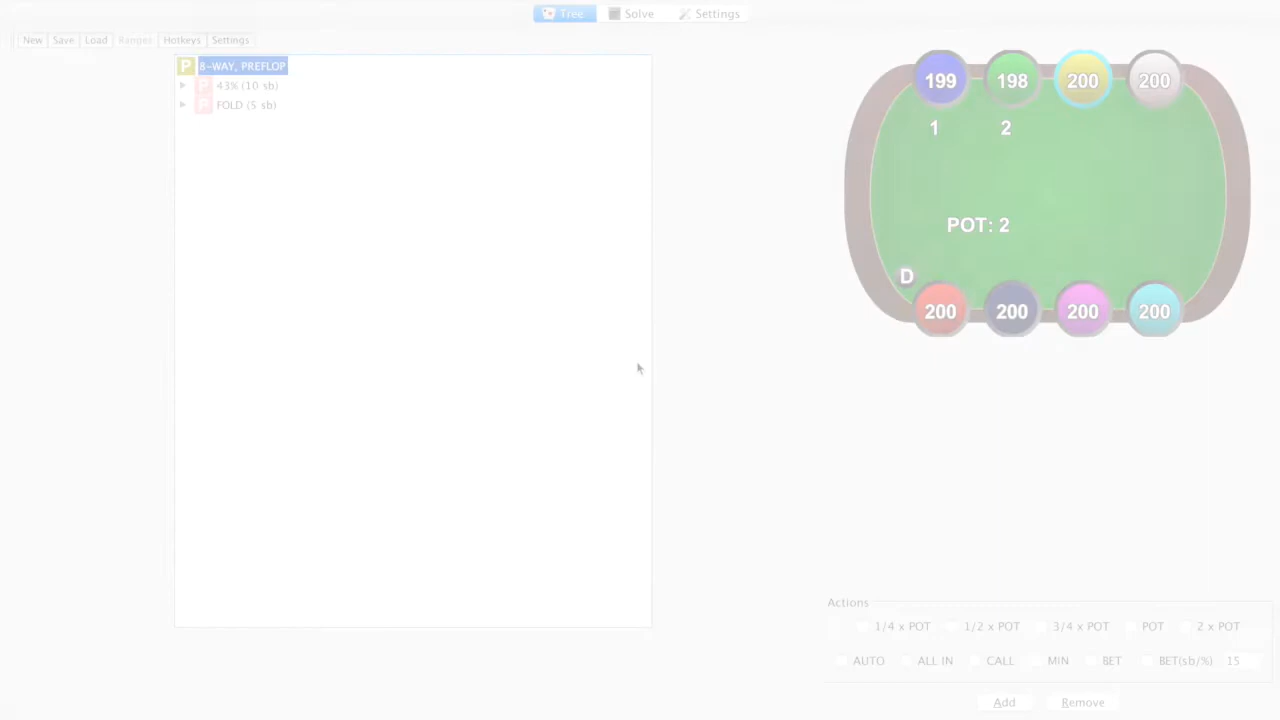 Tree Solve Settings
New Save Load Ranges Hotkeys Settings
P 8-WAY, PREFLOP
P 43% (10 sb)
P FOLD (5 sb)
199 198 200 200
1 2
POT: 2
D
200 200 200 200
Actions
1/4 x POT 1/2 x POT 3/4 x POT POT 2 x POT
AUTO ALL IN CALL MIN BET BET(sb/%) 15
Add Remove